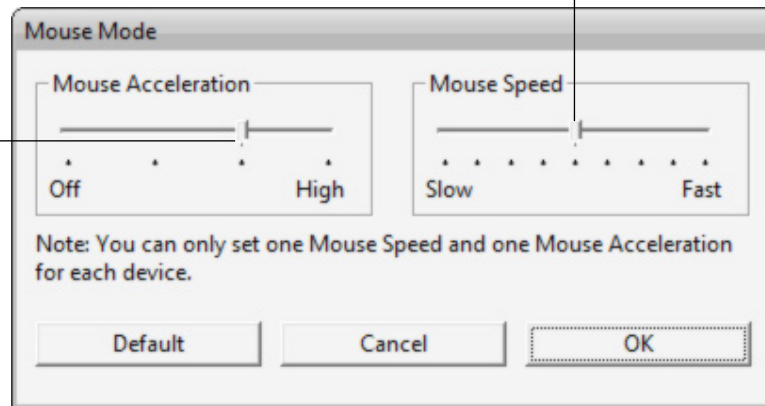 Mouse Mode
Mouse Acceleration
Off High
Mouse Speed
Slow Fast
Note: You can only set one Mouse Speed and one Mouse Acceleration
for each device.
Default Cancel OK